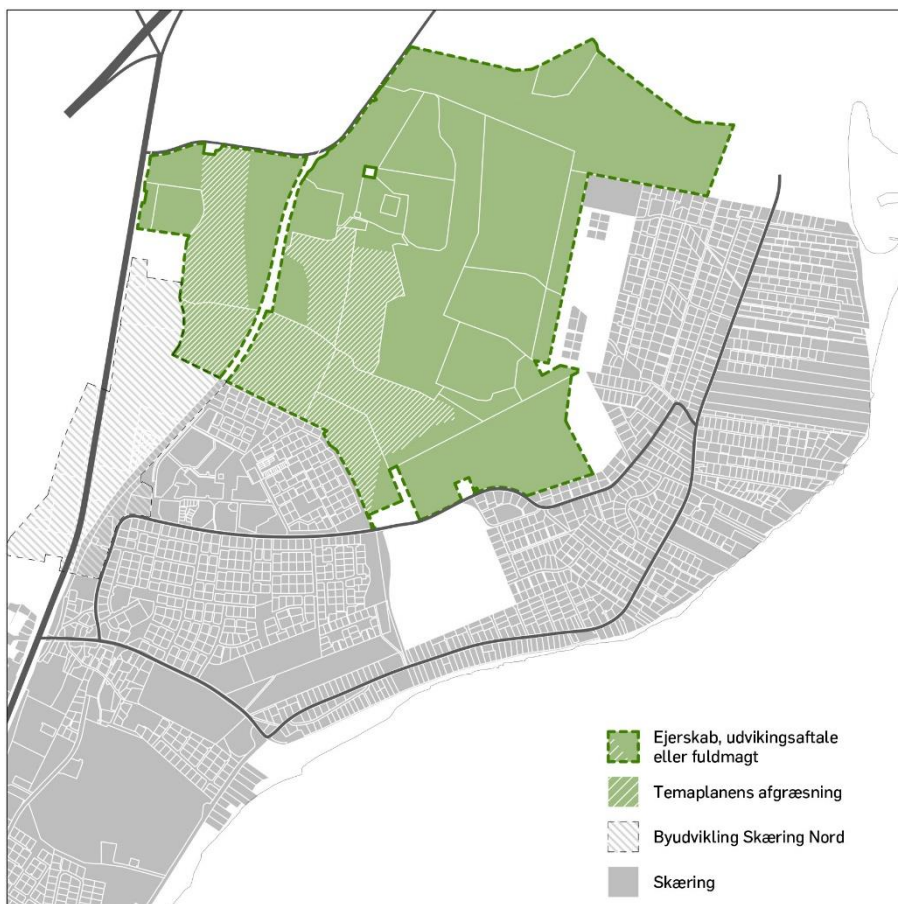 Ejerskab, udvikingsaftale
eller fuldmagt
Temaplanens afgræsning
Byudvikling Skæring Nord
Skæring